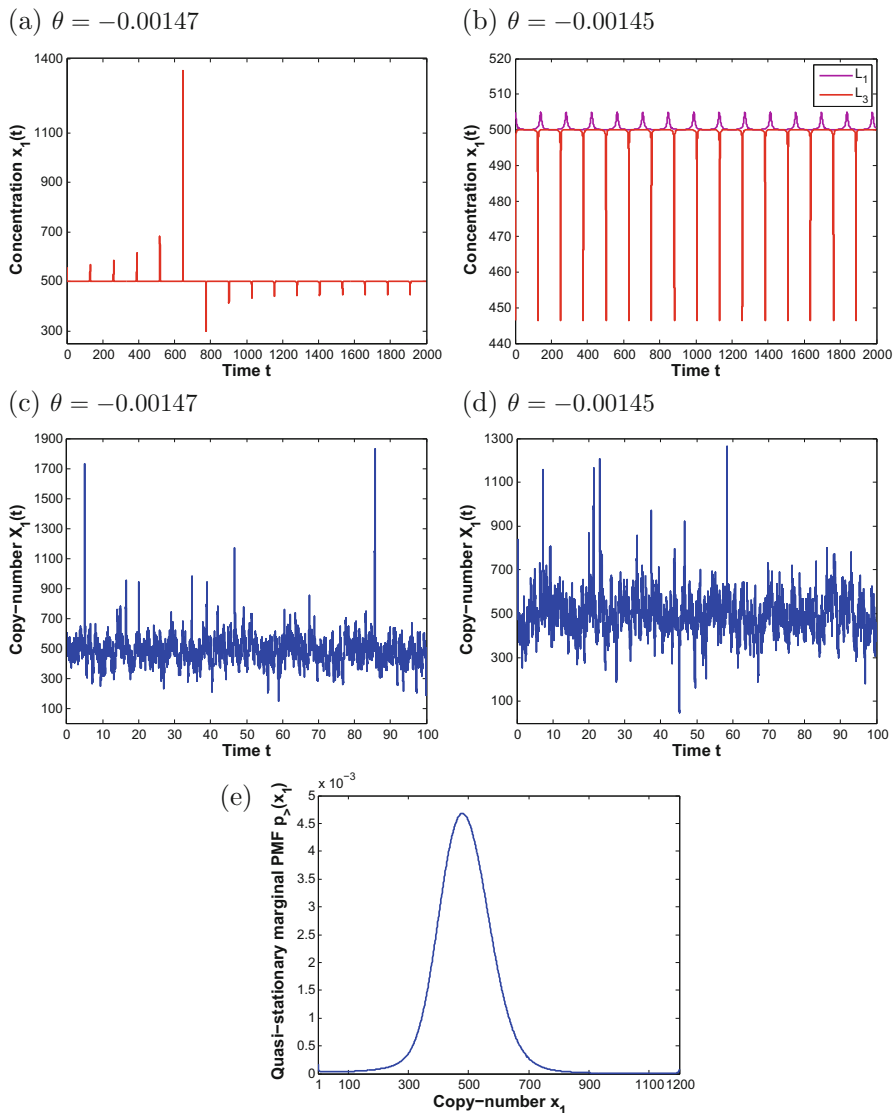 (a) θ = −0.00147
Concentration x₁(t)
1400
1100
900
700
500
300
0 200 400 600 800 1000 1200 1400 1600 1800 2000
Time t
(b) θ = −0.00145
Concentration x₁(t)
520
510
500
490
480
470
460
450
440
0 200 400 600 800 1000 1200 1400 1600 1800 2000
Time t
L₁
L₃
(c) θ = −0.00147
Copy−number X₁(t)
1900
1700
1500
1300
1100
900
700
500
300
100
0 10 20 30 40 50 60 70 80 90 100
Time t
(d) θ = −0.00145
Copy−number X₁(t)
1300
1100
900
700
500
300
100
0 10 20 30 40 50 60 70 80 90 100
Time t
(e)
Quasi−stationary marginal PMF p_>(x₁)
x 10⁻³
5
4.5
4
3.5
3
2.5
2
1.5
1
0.5
0
1 100 300 500 700 900 1100 1200
Copy−number x₁